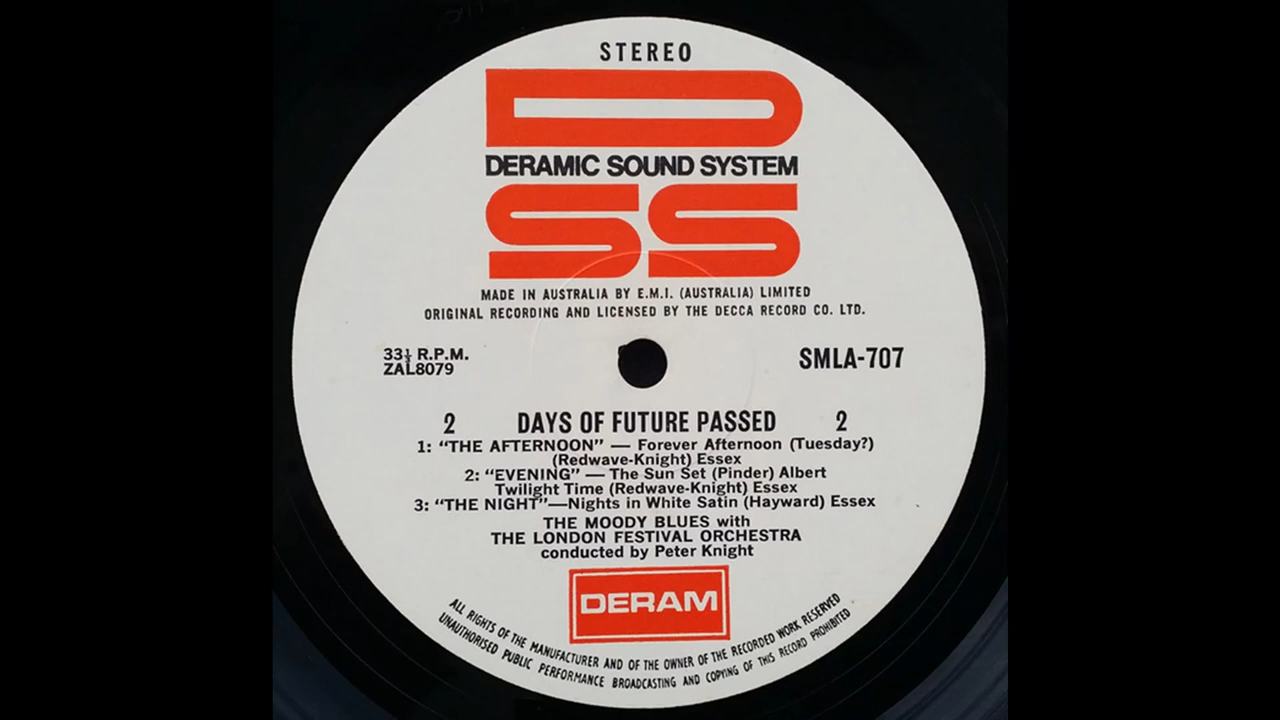 STEREO
D
DERAMIC SOUND SYSTEM
SS
MADE IN AUSTRALIA BY E.M.I. (AUSTRALIA) LIMITED
ORIGINAL RECORDING AND LICENSED BY THE DECCA RECORD CO. LTD.
33⅓ R.P.M.
ZAL8079
SMLA-707
2 DAYS OF FUTURE PASSED 2
1: “THE AFTERNOON” — Forever Afternoon (Tuesday?)
(Redwave-Knight) Essex
2: “EVENING” — The Sun Set (Pinder) Albert
Twilight Time (Redwave-Knight) Essex
3: “THE NIGHT”—Nights in White Satin (Hayward) Essex
THE MOODY BLUES with
THE LONDON FESTIVAL ORCHESTRA
conducted by Peter Knight
DERAM
ALL RIGHTS OF THE MANUFACTURER AND OF THE OWNER OF THE RECORDED WORK RESERVED
UNAUTHORISED PUBLIC PERFORMANCE BROADCASTING AND COPYING OF THIS RECORD PROHIBITED